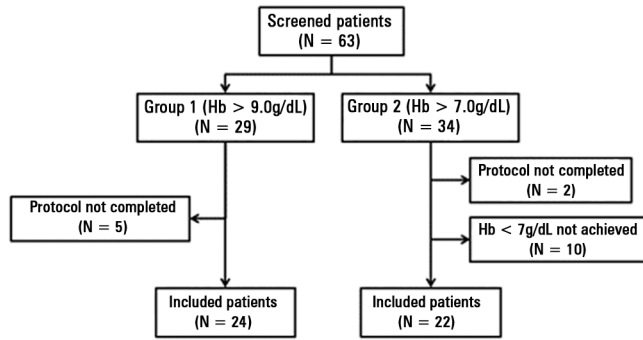 Screened patients
(N = 63)
Group 1 (Hb > 9.0g/dL)
(N = 29)
Group 2 (Hb > 7.0g/dL)
(N = 34)
Protocol not completed
(N = 2)
Protocol not completed
(N = 5)
Hb < 7g/dL not achieved
(N = 10)
Included patients
(N = 24)
Included patients
(N = 22)